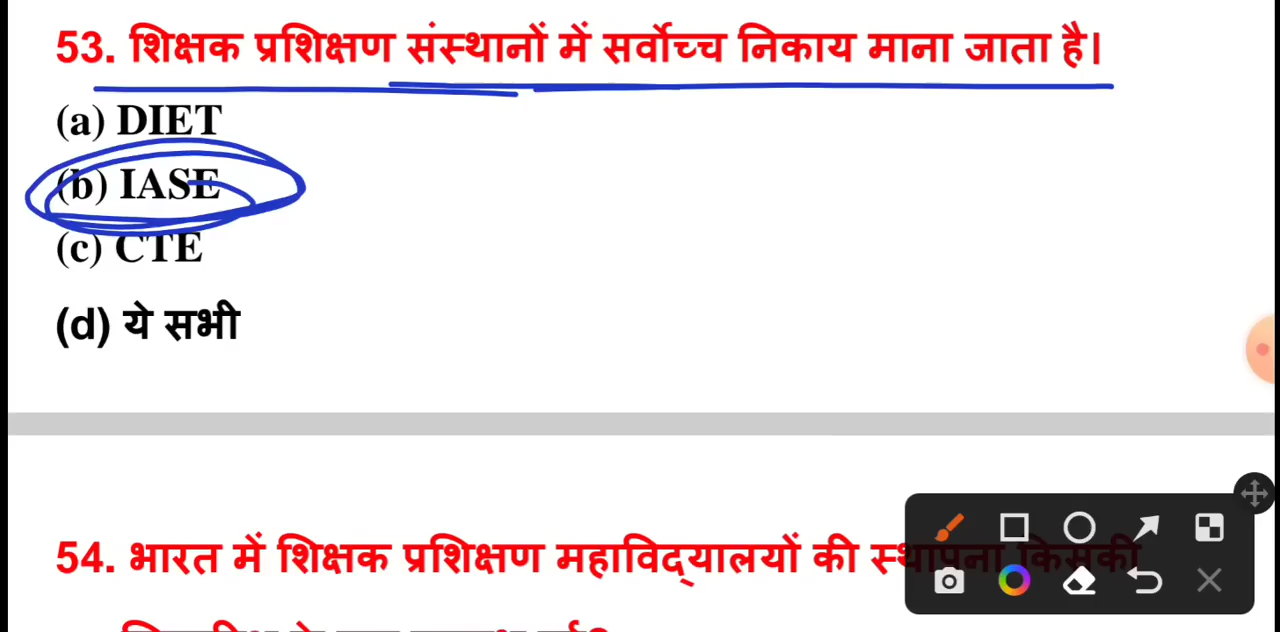 53. शिक्षक प्रशिक्षण संस्थानों में सर्वोच्च निकाय माना जाता है।
(a) DIET
(b) IASE
(c) CTE
(d) ये सभी
54. भारत में शिक्षक प्रशिक्षण महाविद्यालयों की स्थापना किसकी